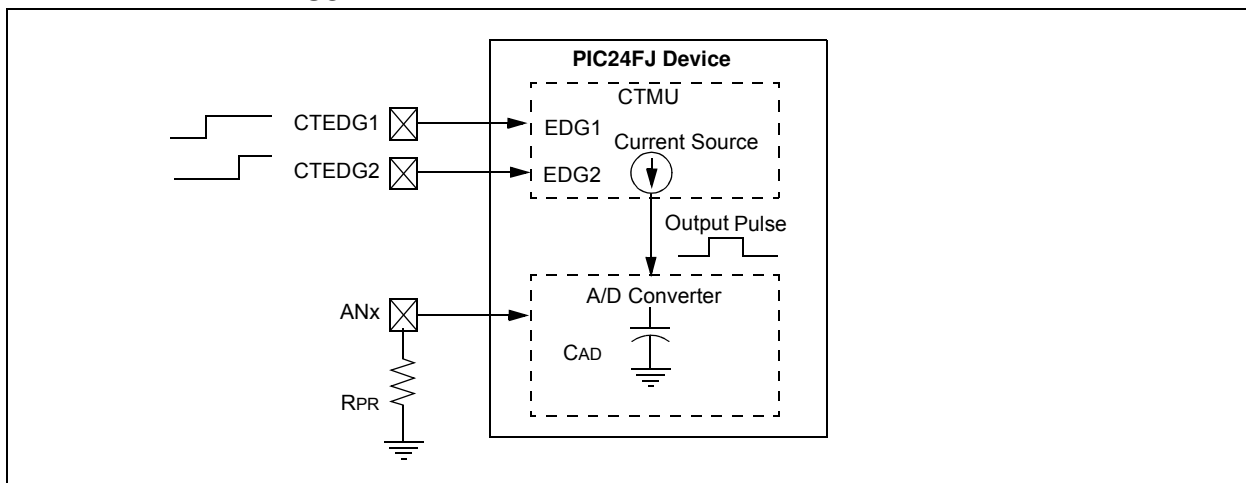 PIC24FJ Device
CTMU
CTEDG1
EDG1
Current Source
CTEDG2
EDG2
Output Pulse
A/D Converter
ANx
CAD
RPR